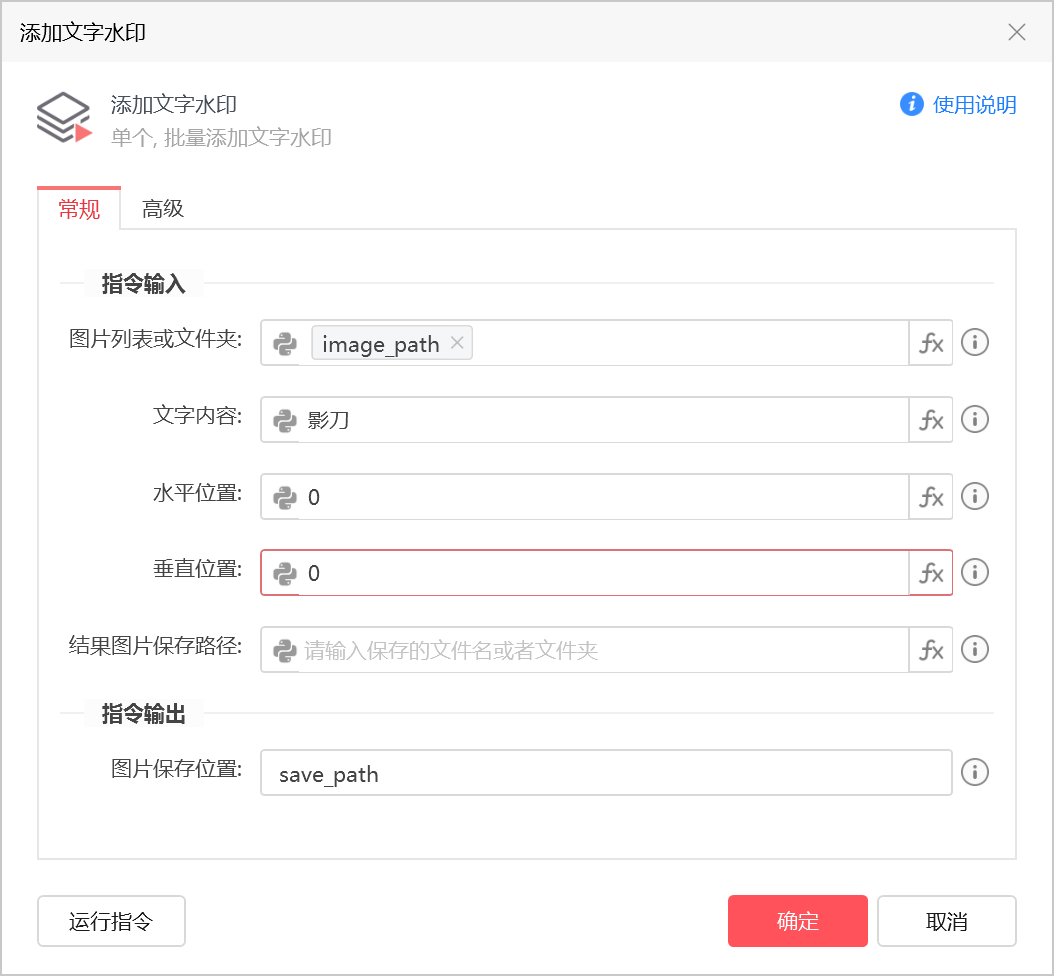 添加文字水印
添加文字水印
使用说明
单个, 批量添加文字水印
常规 高级
指令输入
图片列表或文件夹: image_path fx
文字内容: 影刀 fx
水平位置: 0 fx
垂直位置: 0 fx
结果图片保存路径: 请输入保存的文件名或者文件夹 fx
指令输出
图片保存位置: save_path
运行指令 确定 取消